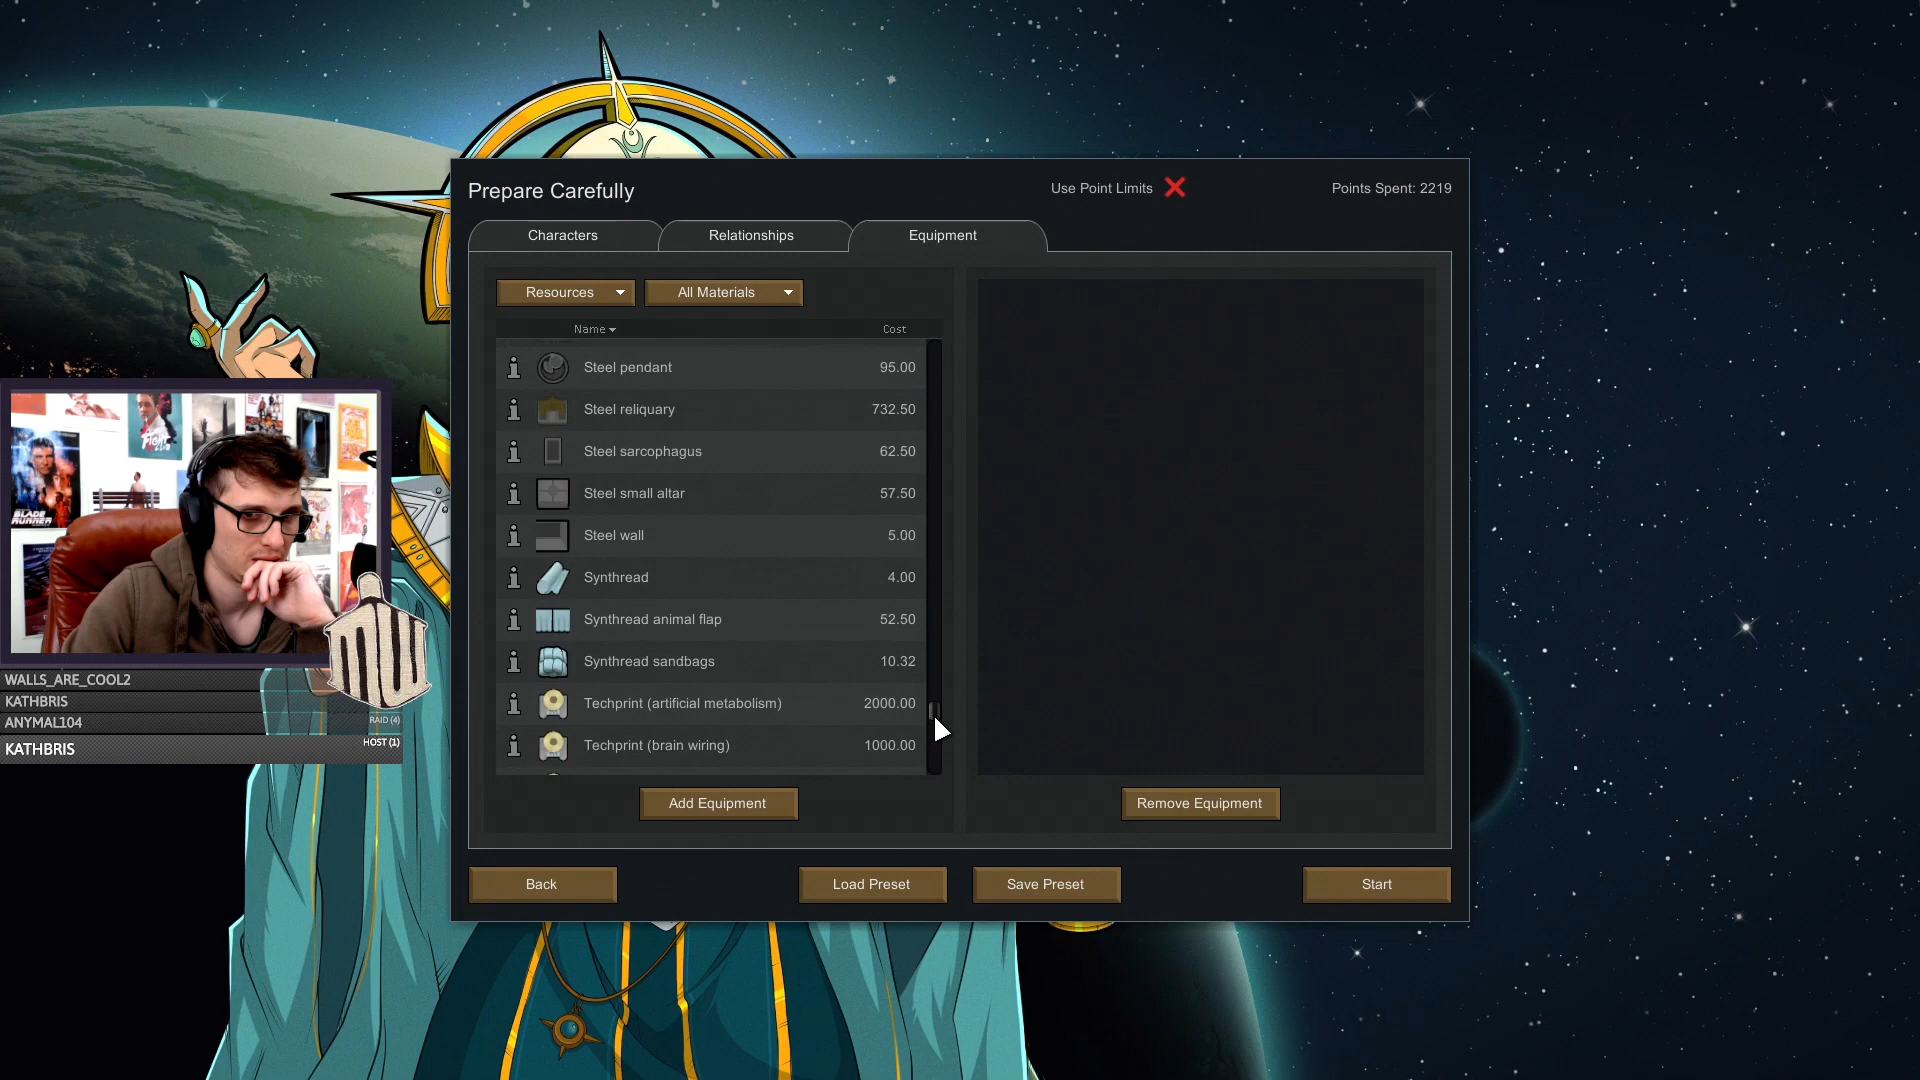 Prepare Carefully
Use Point Limits
Points Spent: 2219
Characters
Relationships
Equipment
Resources
All Materials
Name
Cost
Steel pendant 95.00
Steel reliquary 732.50
Steel sarcophagus 62.50
Steel small altar 57.50
Steel wall 5.00
Synthread 4.00
Synthread animal flap 52.50
Synthread sandbags 10.32
Techprint (artificial metabolism) 2000.00
Techprint (brain wiring) 1000.00
Add Equipment
Remove Equipment
Back
Load Preset
Save Preset
Start
FIGHT
BLADE
RUNNER
WALLS_ARE_COOL2
KATHBRIS
ANYMAL104 RAID (4)
KATHBRIS HOST (1)